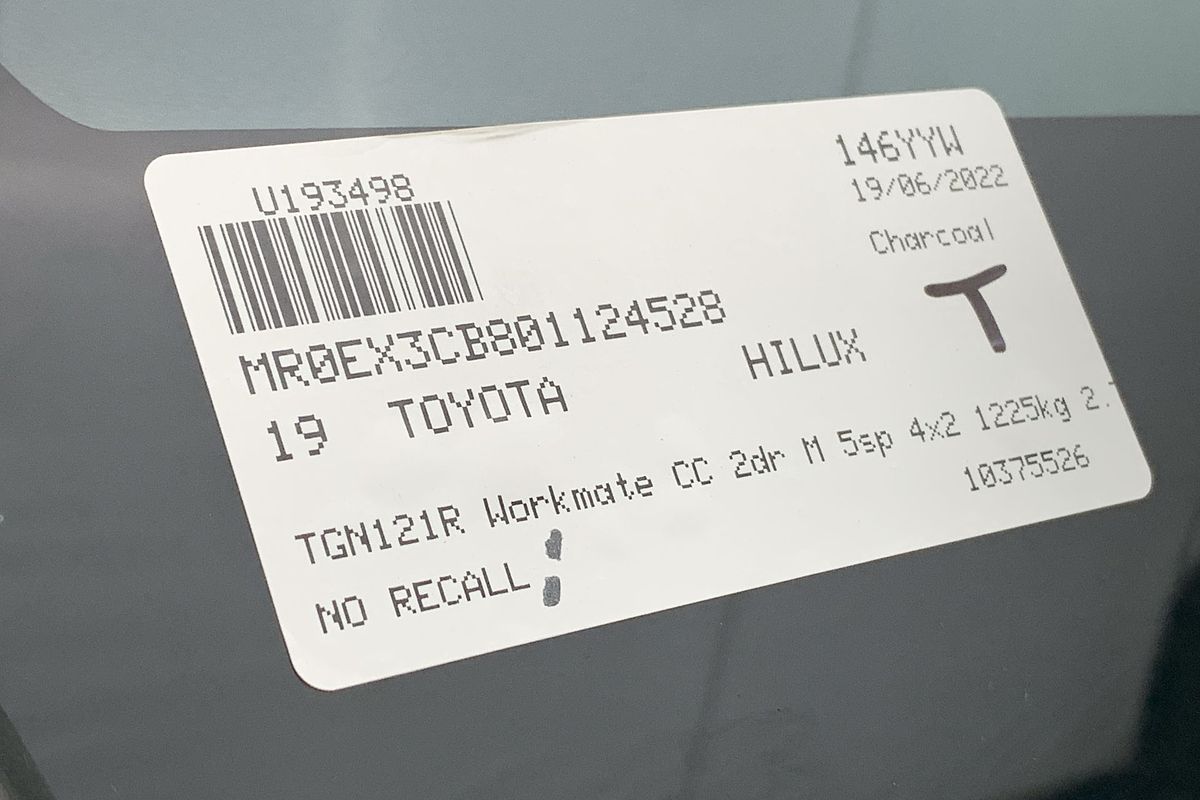 U193498
146YYW
19/06/2022
Charcoal
T
MR0EX3CB801124528
19 TOYOTA HILUX
TGN121R Workmate CC 2dr M 5sp 4x2 1225kg 2.
10375526
NO RECALL